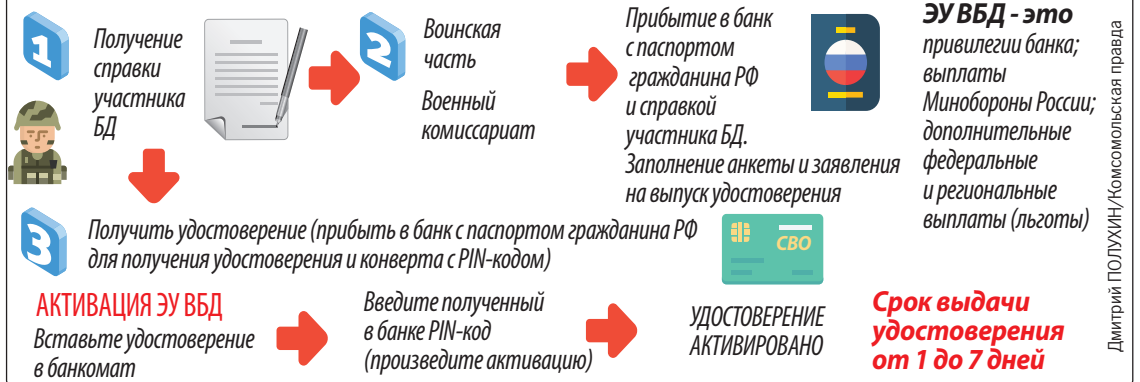 1
Получение
справки
участника
БД
2
Воинская
часть
Военный
комиссариат
Прибытие в банк
с паспортом
гражданина РФ
и справкой
участника БД.
Заполнение анкеты и заявления
на выпуск удостоверения
ЭУ ВБД - это
привилегии банка;
выплаты
Минобороны России;
дополнительные
федеральные
и региональные
выплаты (льготы)
3
Получить удостоверение (прибыть в банк с паспортом гражданина РФ
для получения удостоверения и конверта с PIN-кодом)
СВО
АКТИВАЦИЯ ЭУ ВБД
Вставьте удостоверение
в банкомат
Введите полученный
в банке PIN-код
(произведите активацию)
УДОСТОВЕРЕНИЕ
АКТИВИРОВАНО
Срок выдачи
удостоверения
от 1 до 7 дней
Дмитрий ПОЛУХИН/Комсомольская правда